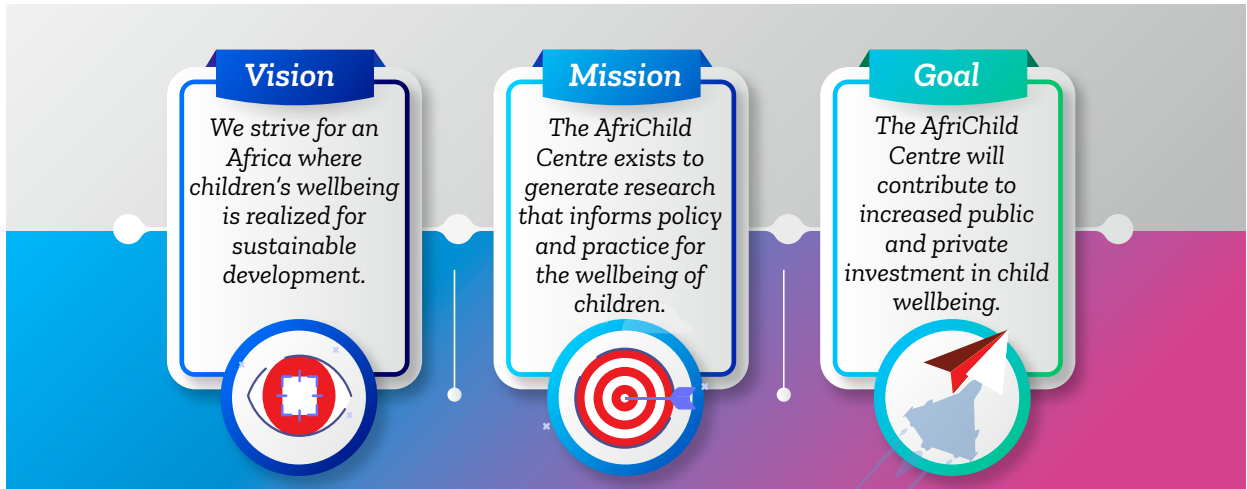 Vision
We strive for an
Africa where
children's wellbeing
is realized for
sustainable
development.
Mission
The AfriChild
Centre exists to
generate research
that informs policy
and practice for
the wellbeing of
children.
Goal
The AfriChild
Centre will
contribute to
increased public
and private
investment in child
wellbeing.